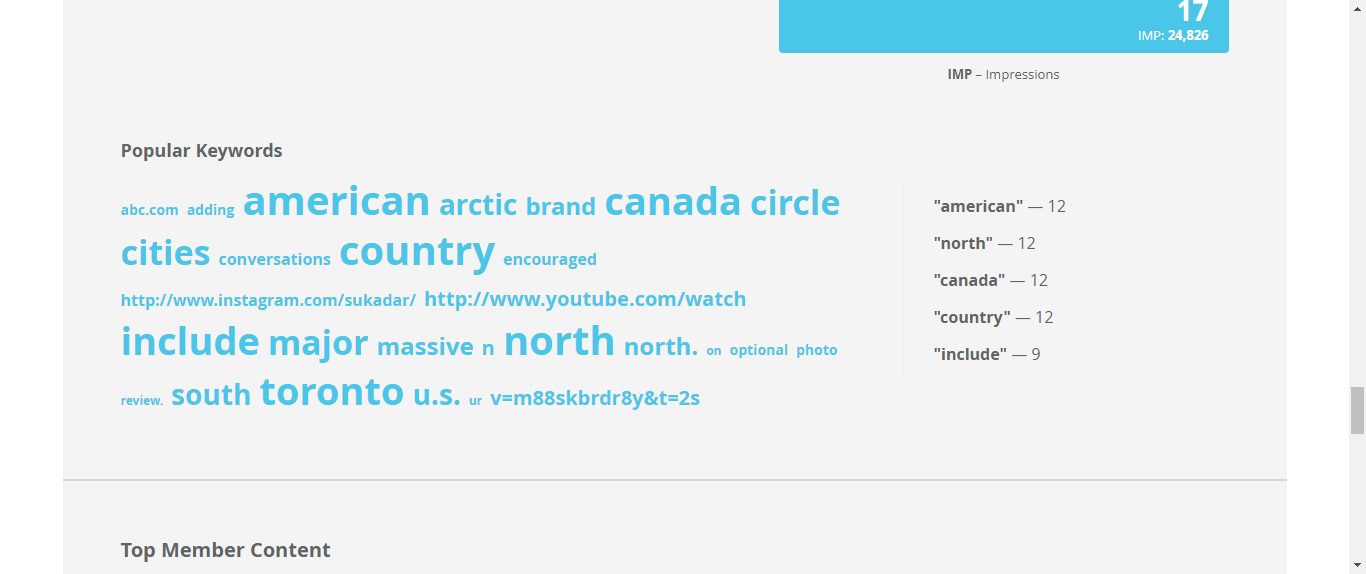 17
IMP: 24,826
IMP – Impressions
Popular Keywords
abc.com adding american arctic brand canada circle
cities conversations country encouraged
http://www.instagram.com/sukadar/ http://www.youtube.com/watch
include major massive n north north. on optional photo
review. south toronto u.s. ur v=m88skbrdr8y&t=2s
"american" — 12
"north" — 12
"canada" — 12
"country" — 12
"include" — 9
Top Member Content